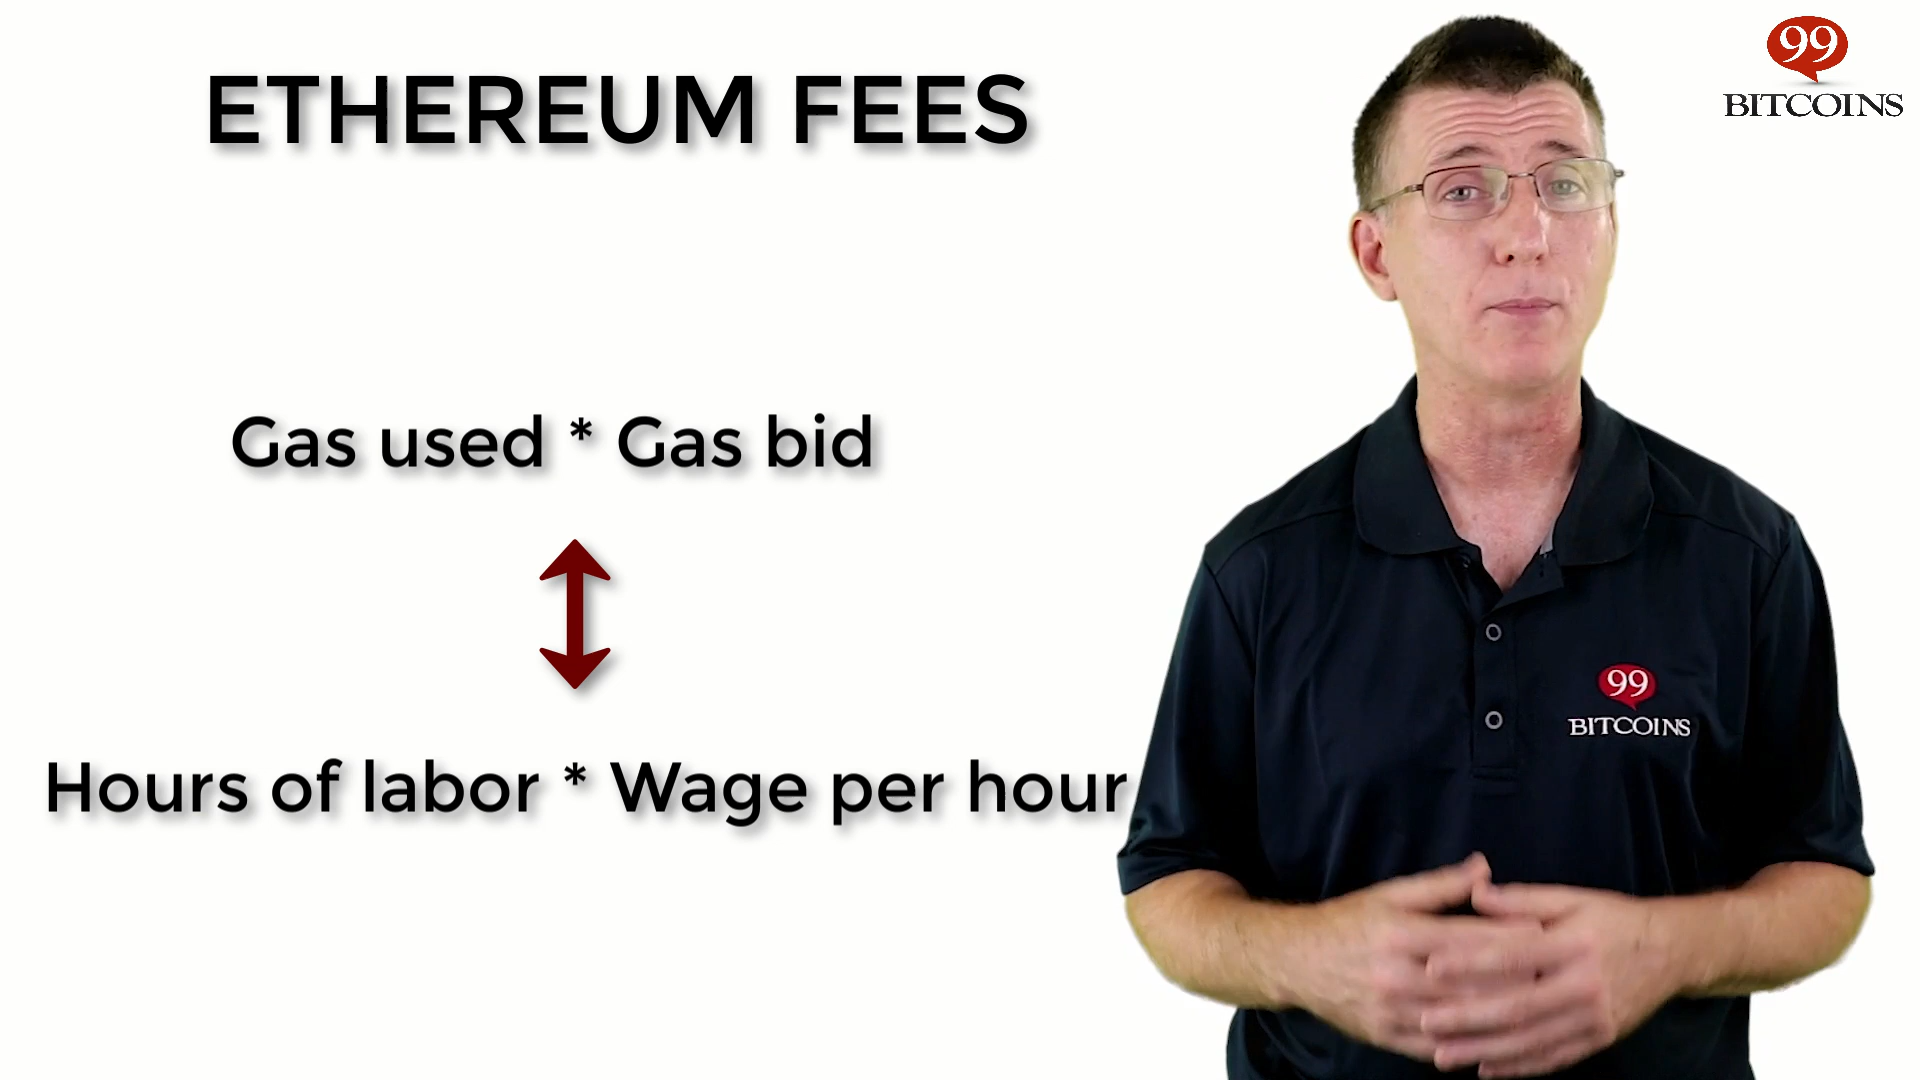 ETHEREUM FEES
99
BITCOINS
Gas used * Gas bid
Hours of labor * Wage per hour
99
BITCOINS